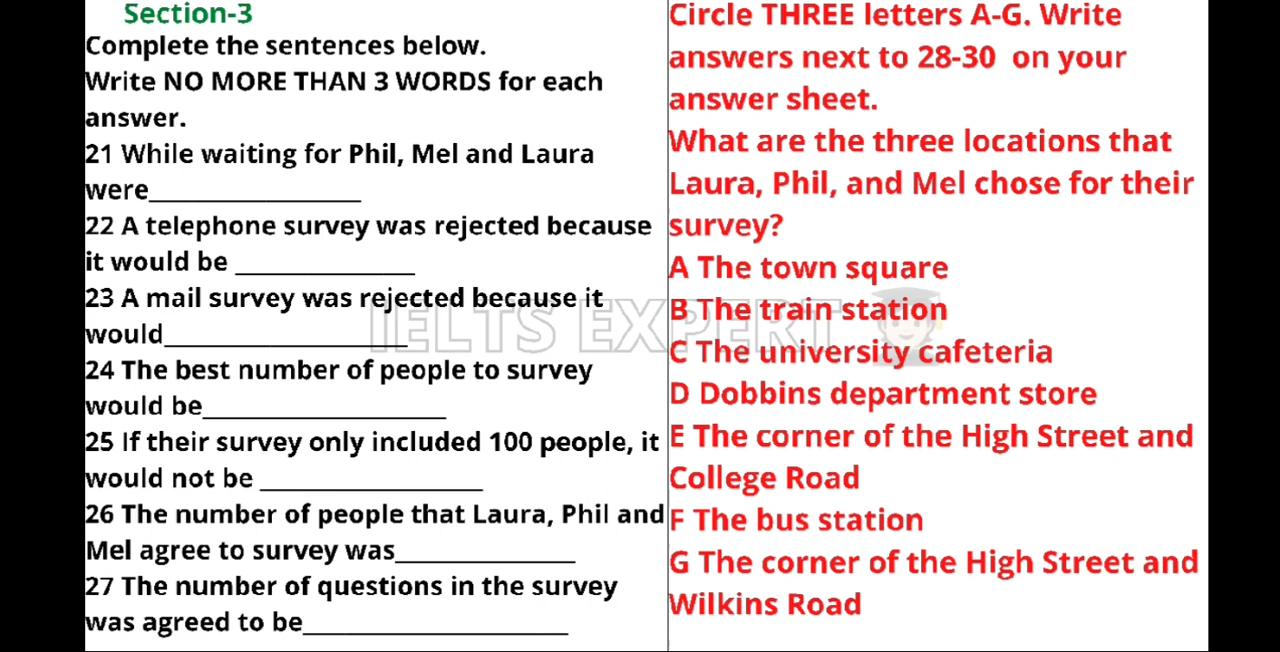 Section-3
Complete the sentences below.
Write NO MORE THAN 3 WORDS for each
answer.
21 While waiting for Phil, Mel and Laura
were___________________
22 A telephone survey was rejected because
it would be ________________
23 A mail survey was rejected because it
would______________________
24 The best number of people to survey
would be______________________
25 If their survey only included 100 people, it
would not be ____________________
26 The number of people that Laura, Phil and
Mel agree to survey was________________
27 The number of questions in the survey
was agreed to be________________________
Circle THREE letters A-G. Write
answers next to 28-30 on your
answer sheet.
What are the three locations that
Laura, Phil, and Mel chose for their
survey?
A The town square
B The train station
C The university cafeteria
D Dobbins department store
E The corner of the High Street and
College Road
F The bus station
G The corner of the High Street and
Wilkins Road
IELTS EXPERT